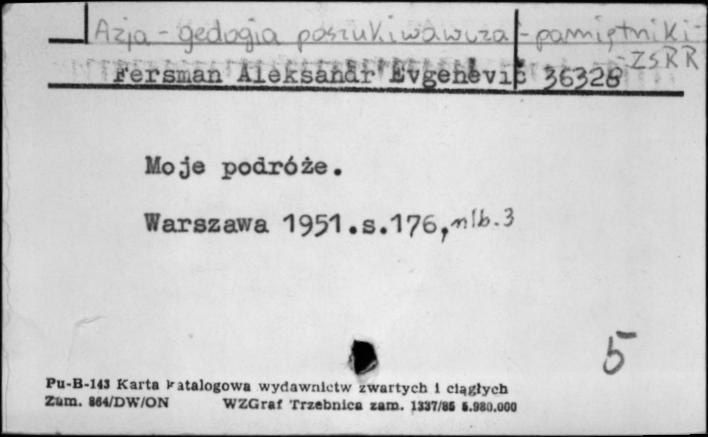 Azja - geologia poszukiwawcza - pamiętniki -
- ZSRR
Fersman Aleksandr Evgenevič 36328
Moje podróże.
Warszawa 1951.s.176, nlb.3
5
Pu-B-143 Karta katalogowa wydawnictw zwartych i ciągłych
Zam. 864/DW/ON WZGraf Trzebnica zam. 1337/85 5.980.000